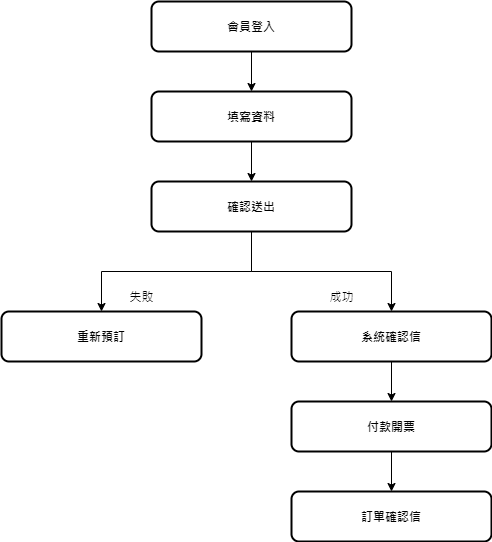 會員登入
填寫資料
確認送出
失敗
成功
重新預訂
系統確認信
付款開票
訂單確認信